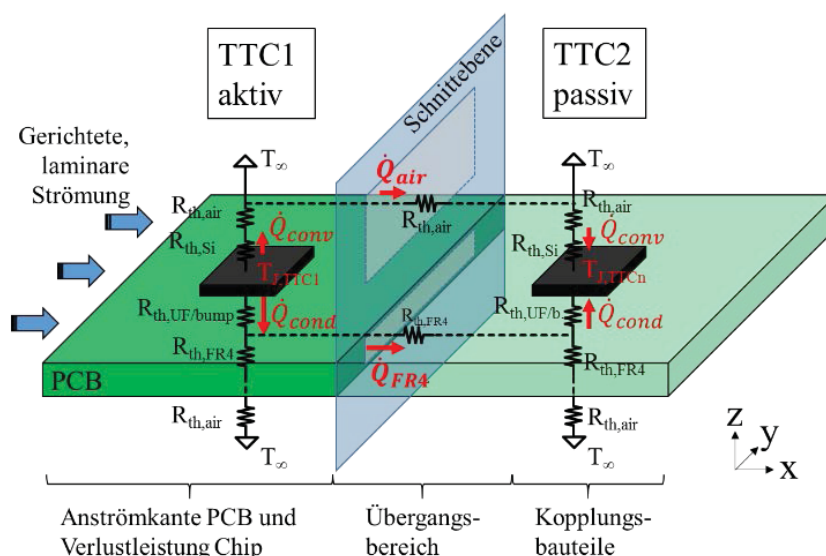 TTC1
aktiv
TTC2
passiv
Schnittebene
Gerichtete,
laminare
Strömung
T∞
T∞
Q̇air
Rth,air
Rth,air
Rth,air
Rth,Si
Q̇conv
Rth,Si
Q̇conv
TJ,TTC1
TJ,TTCn
Rth,UF/bump
Q̇cond
Rth,FR4
Rth,UF/b.
Q̇cond
Rth,FR4
Q̇FR4
Rth,FR4
PCB
Rth,air
Rth,air
T∞
T∞
z
y
x
Anströmkante PCB und
Verlustleistung Chip
Übergangs-
bereich
Kopplungs-
bauteile